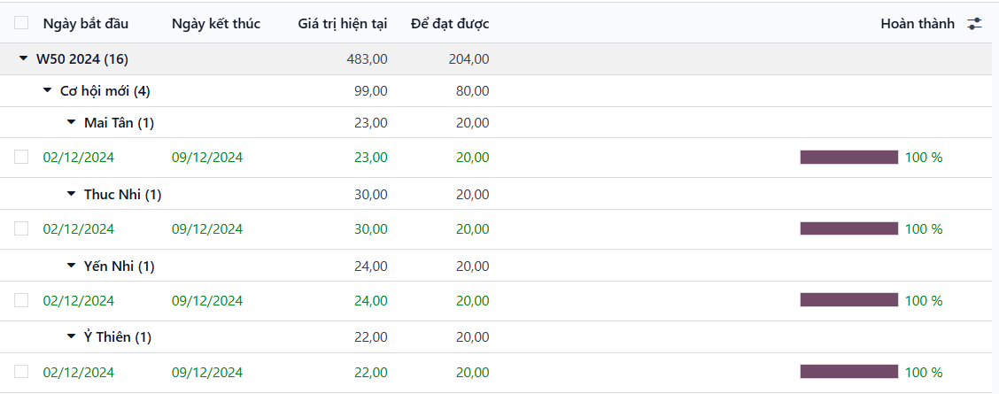 Ngày bắt đầu Ngày kết thúc Giá trị hiện tại Để đạt được Hoàn thành
W50 2024 (16) 483,00 204,00
Cơ hội mới (4) 99,00 80,00
Mai Tân (1) 23,00 20,00
02/12/2024 09/12/2024 23,00 20,00 100 %
Thuc Nhi (1) 30,00 20,00
02/12/2024 09/12/2024 30,00 20,00 100 %
Yến Nhi (1) 24,00 20,00
02/12/2024 09/12/2024 24,00 20,00 100 %
Ỷ Thiên (1) 22,00 20,00
02/12/2024 09/12/2024 22,00 20,00 100 %